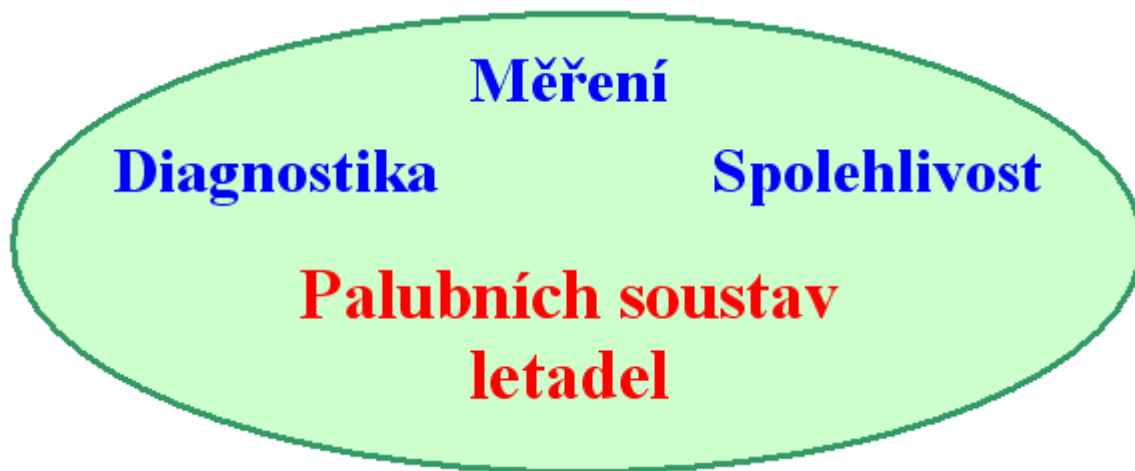 Měření
Diagnostika
Spolehlivost
Palubních soustav
letadel